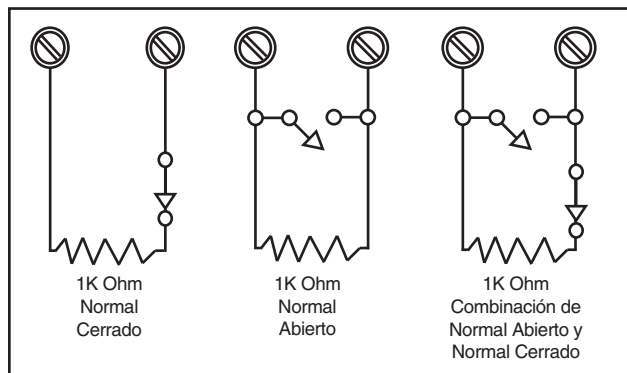 1K Ohm
Normal
Cerrado
1K Ohm
Normal
Abierto
1K Ohm
Combinación de
Normal Abierto y
Normal Cerrado